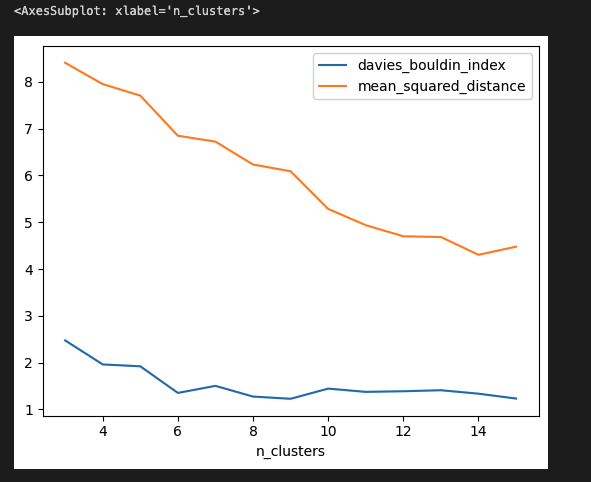 <AxesSubplot: xlabel='n_clusters'>
davies_bouldin_index
mean_squared_distance
8
7
6
5
4
3
2
1
4 6 8 10 12 14
n_clusters